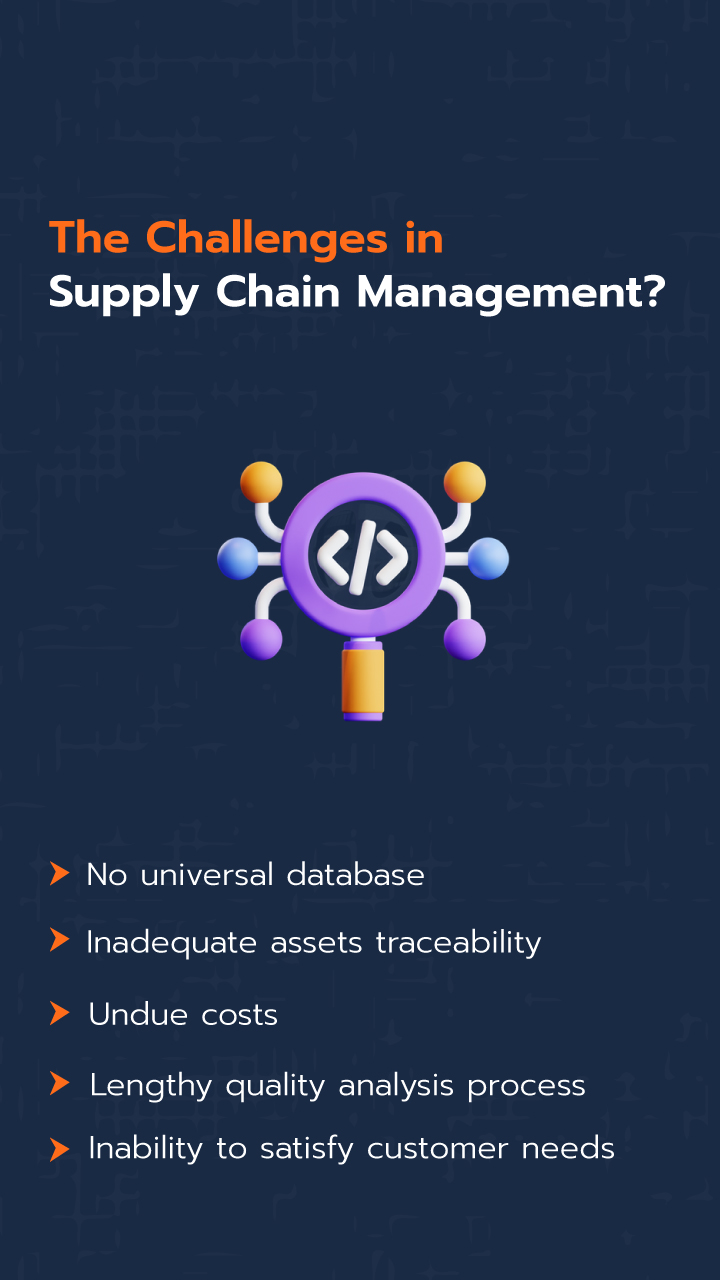 The Challenges in
Supply Chain Management?
</>
No universal database
Inadequate assets traceability
Undue costs
Lengthy quality analysis process
Inability to satisfy customer needs